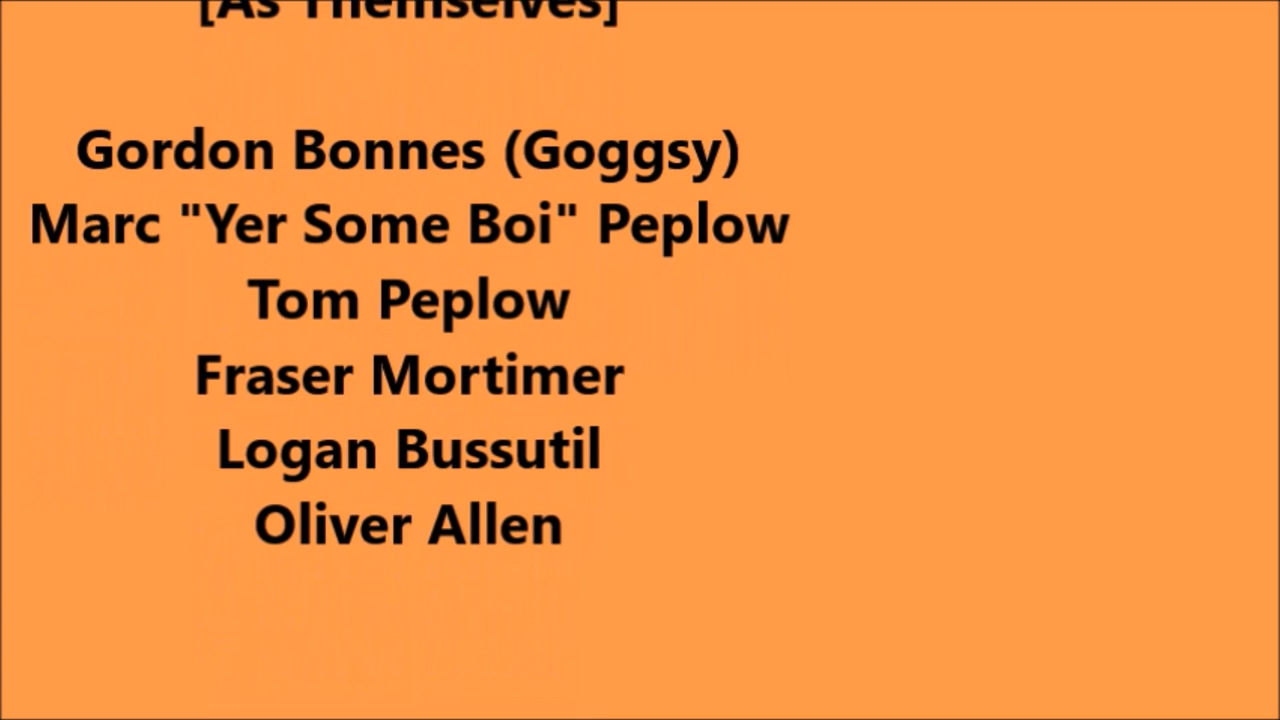 [As Themselves]
Gordon Bonnes (Goggsy)
Marc "Yer Some Boi" Peplow
Tom Peplow
Fraser Mortimer
Logan Bussutil
Oliver Allen